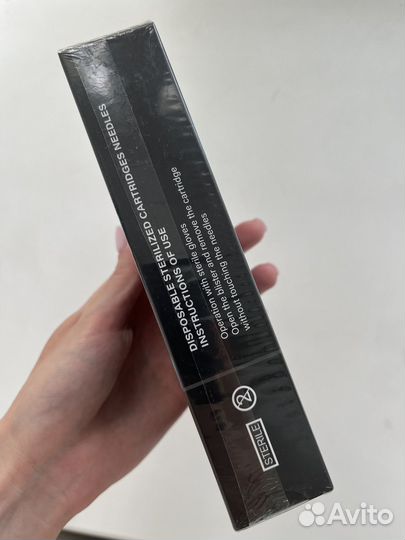 DISPOSABLE STERILIZED CARTRIDGES NEEDLES
INSTRUCTIONS OF USE
Operation with sterile gloves
Open the blister and remove the cartridge
without touching the needles
2
STERILE
Avito